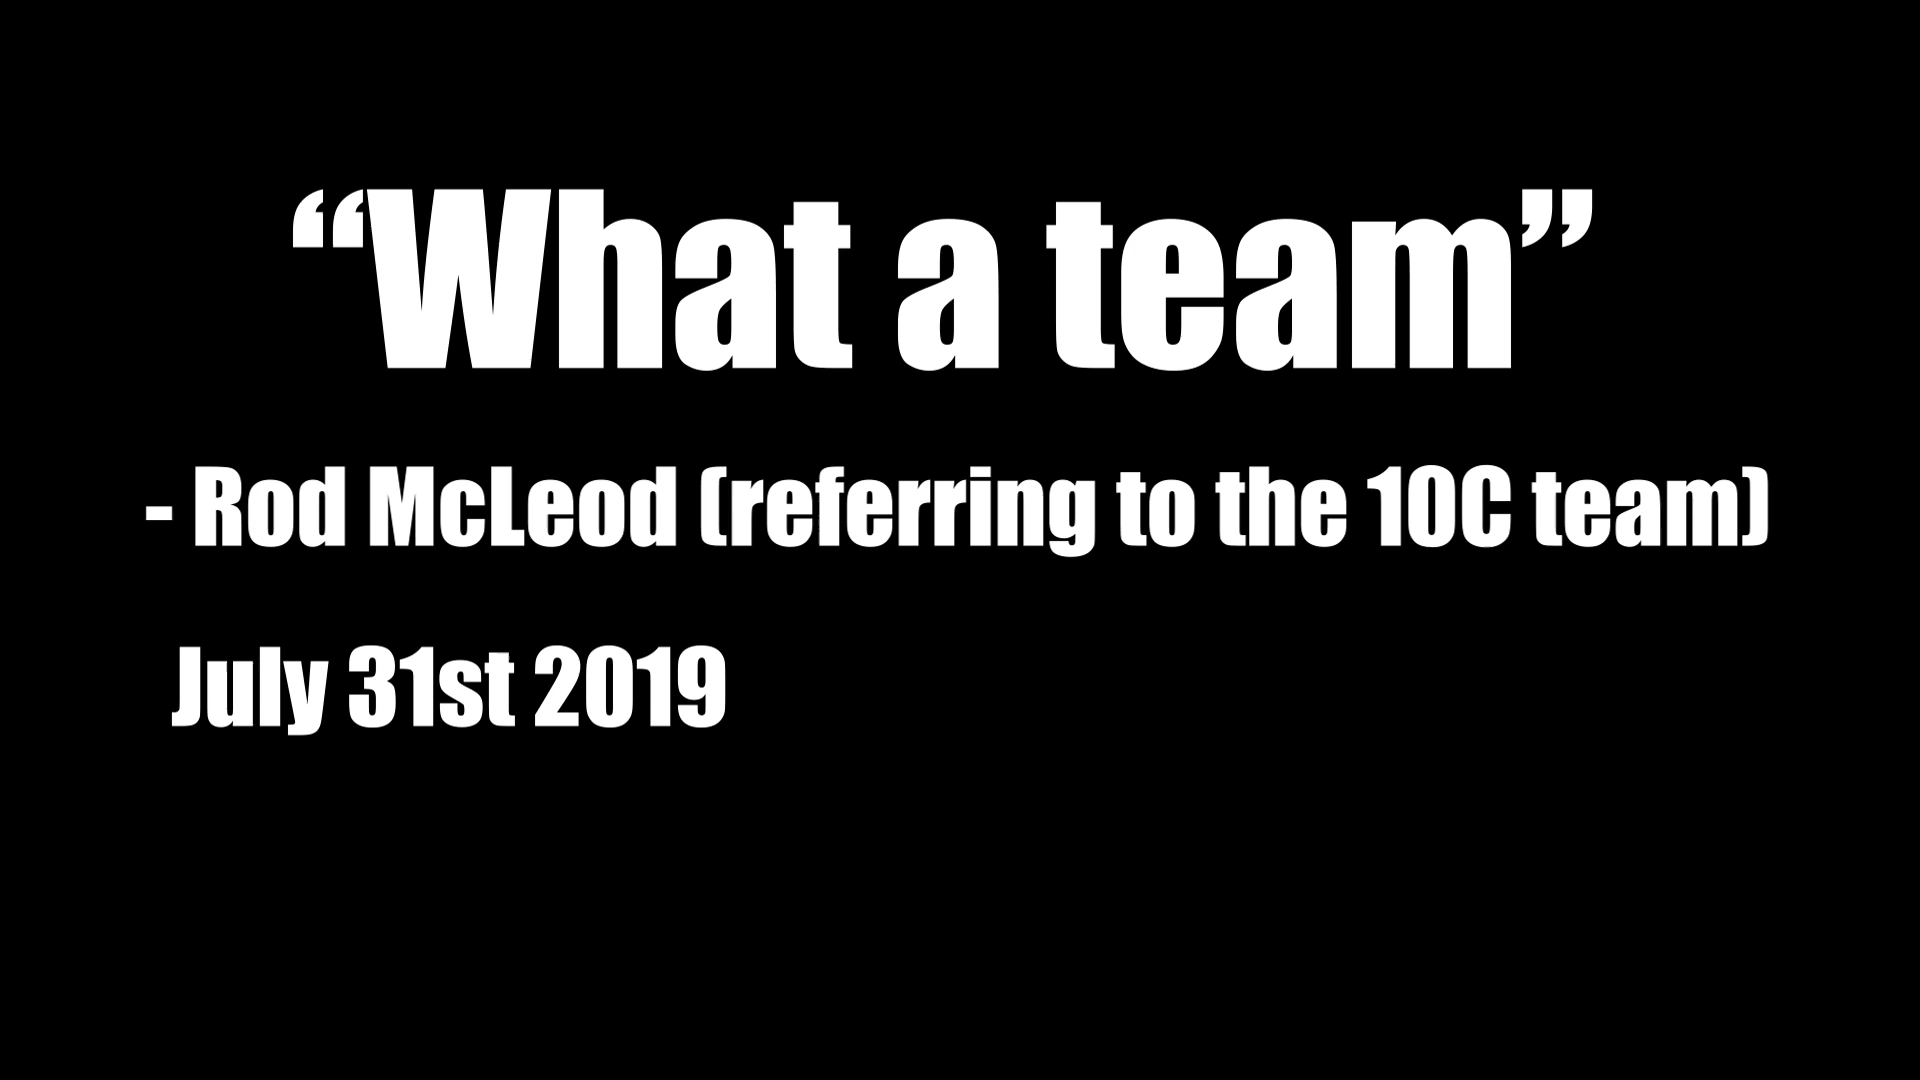 “What a team”
- Rod McLeod (referring to the 10C team)
July 31st 2019